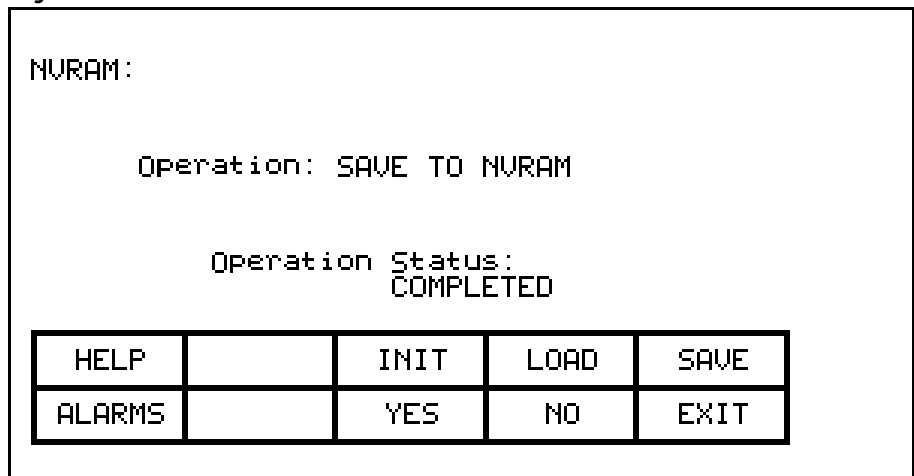 NVRAM:
Operation: SAVE TO NVRAM
Operation Status:
COMPLETED
HELP INIT LOAD SAVE
ALARMS YES NO EXIT